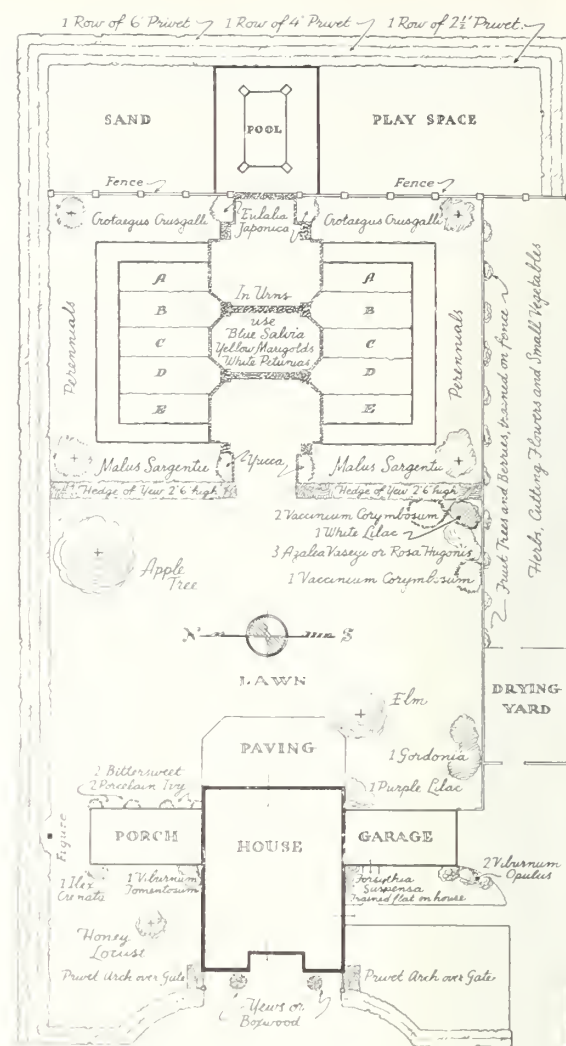 1 Row of 6' Privet 1 Row of 4' Privet 1 Row of 2½' Privet
SAND
POOL
PLAY SPACE
Fence
Fence
Crotaegus Crusgalli
Eulalia
Japonica
Crotaegus Crusgalli
A
B
C
D
E
In Urns
use
Blue Salvia
Yellow Marigolds
White Petunias
A
B
C
D
E
Perennials
Perennials
Fruit Trees and Berries, trained on fence
Herbs, Cutting Flowers and Small Vegetables
Malus Sargentii
Yucca
Malus Sargentii
Hedge of Yew 2'6 high
Hedge of Yew 2'6 high
2 Vaccinium Corymbosum
1 White Lilac
3 Azalea Vaseyii or Rosa Hugonis
1 Vaccinium Corymbosum
Apple
Tree
N S
LAWN
Elm
DRYING
YARD
PAVING
1 Gordonia
1 Purple Lilac
2 Bittersweet
2 Porcelain Ivy
PORCH
HOUSE
GARAGE
Figure
1 Ilex
Crenata
1 Viburnum
Tomentosum
Forsythia
Suspensa
Trained flat on house
2 Viburnum
Opulus
Honey
Locust
Privet Arch over Gate
Privet Arch over Gate
Yews or
Boxwood